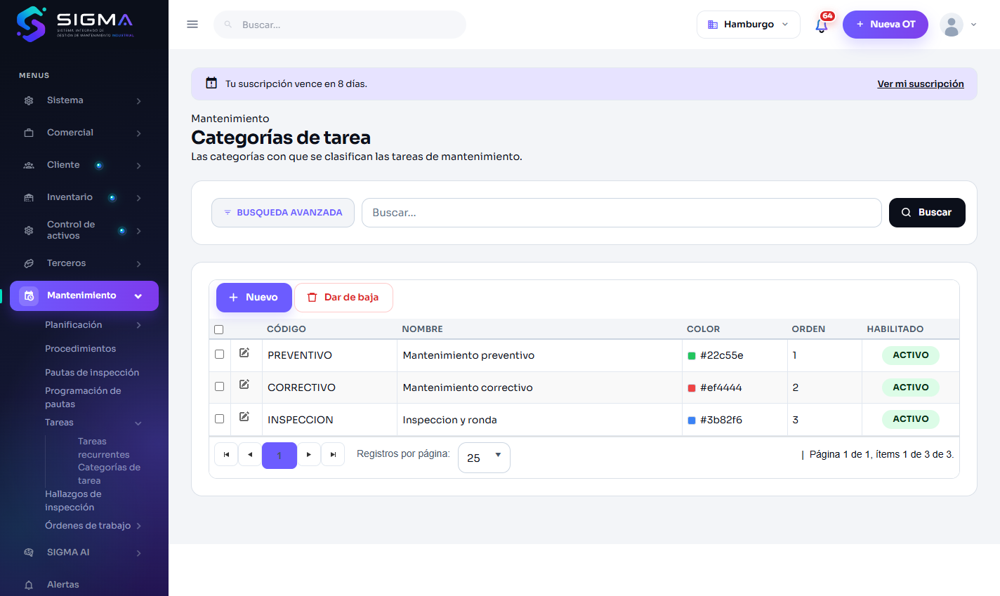 SIGMA
SISTEMA INTEGRADO DE
GESTIÓN DE MANTENIMIENTO INDUSTRIAL
Buscar...
Hamburgo
64
+ Nueva OT
MENUS
Sistema
Comercial
Cliente
Inventario
Control de
activos
Terceros
Mantenimiento
Planificación
Procedimientos
Pautas de inspección
Programación de
pautas
Tareas
Tareas
recurrentes
Categorías de
tarea
Hallazgos de
inspección
Órdenes de trabajo
SIGMA AI
Alertas
Tu suscripción vence en 8 días.
Ver mi suscripción
Mantenimiento
Categorías de tarea
Las categorías con que se clasifican las tareas de mantenimiento.
BUSQUEDA AVANZADA
Buscar...
Buscar
+ Nuevo
Dar de baja
CÓDIGO NOMBRE COLOR ORDEN HABILITADO
PREVENTIVO Mantenimiento preventivo #22c55e 1 ACTIVO
CORRECTIVO Mantenimiento correctivo #ef4444 2 ACTIVO
INSPECCION Inspeccion y ronda #3b82f6 3 ACTIVO
1 Registros por página: 25 | Página 1 de 1, ítems 1 de 3 de 3.